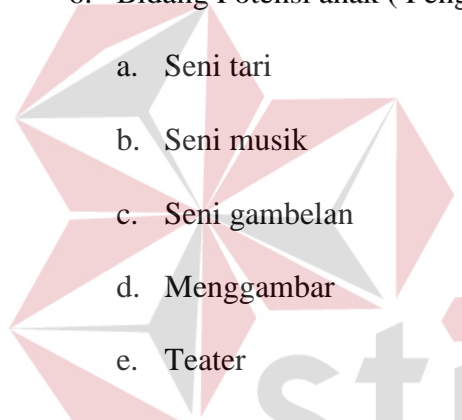 Bidang Potensi anak (
a. Seni tari
b. Seni musik
c. Seni gambelan
d. Menggambar
e. Teater